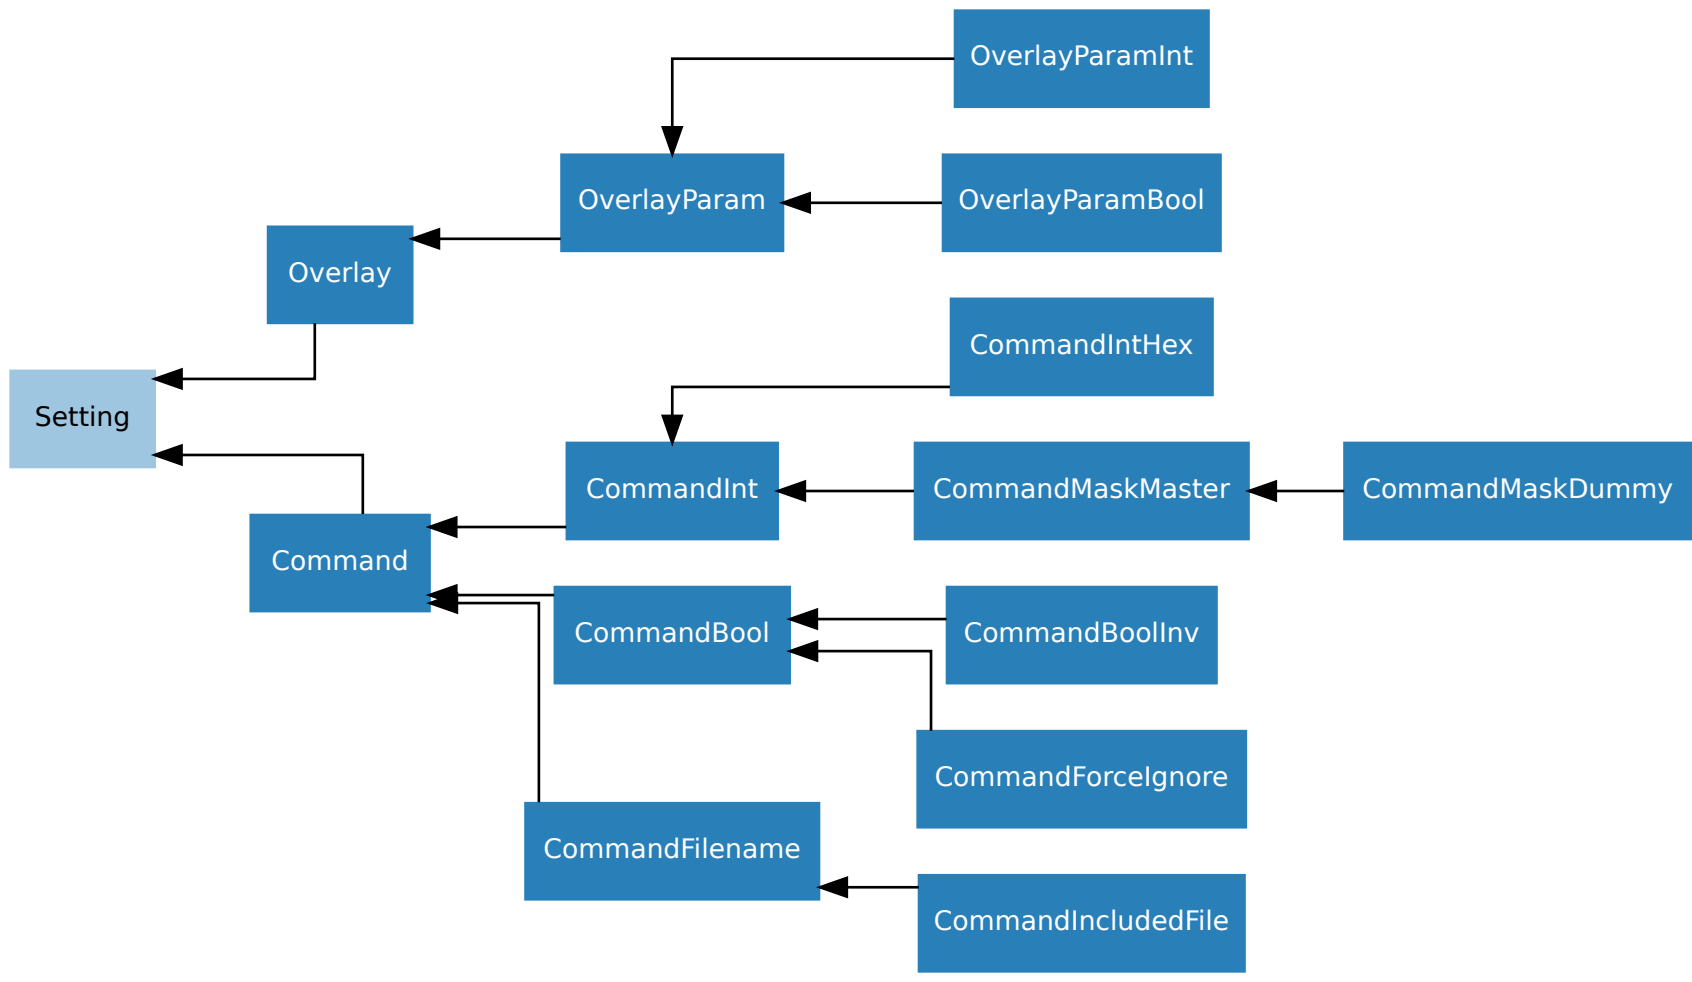 OverlayParamInt
OverlayParam
OverlayParamBool
Overlay
CommandIntHex
Setting
CommandInt
CommandMaskMaster
CommandMaskDummy
Command
CommandBool
CommandBoolInv
CommandForceIgnore
CommandFilename
CommandIncludedFile